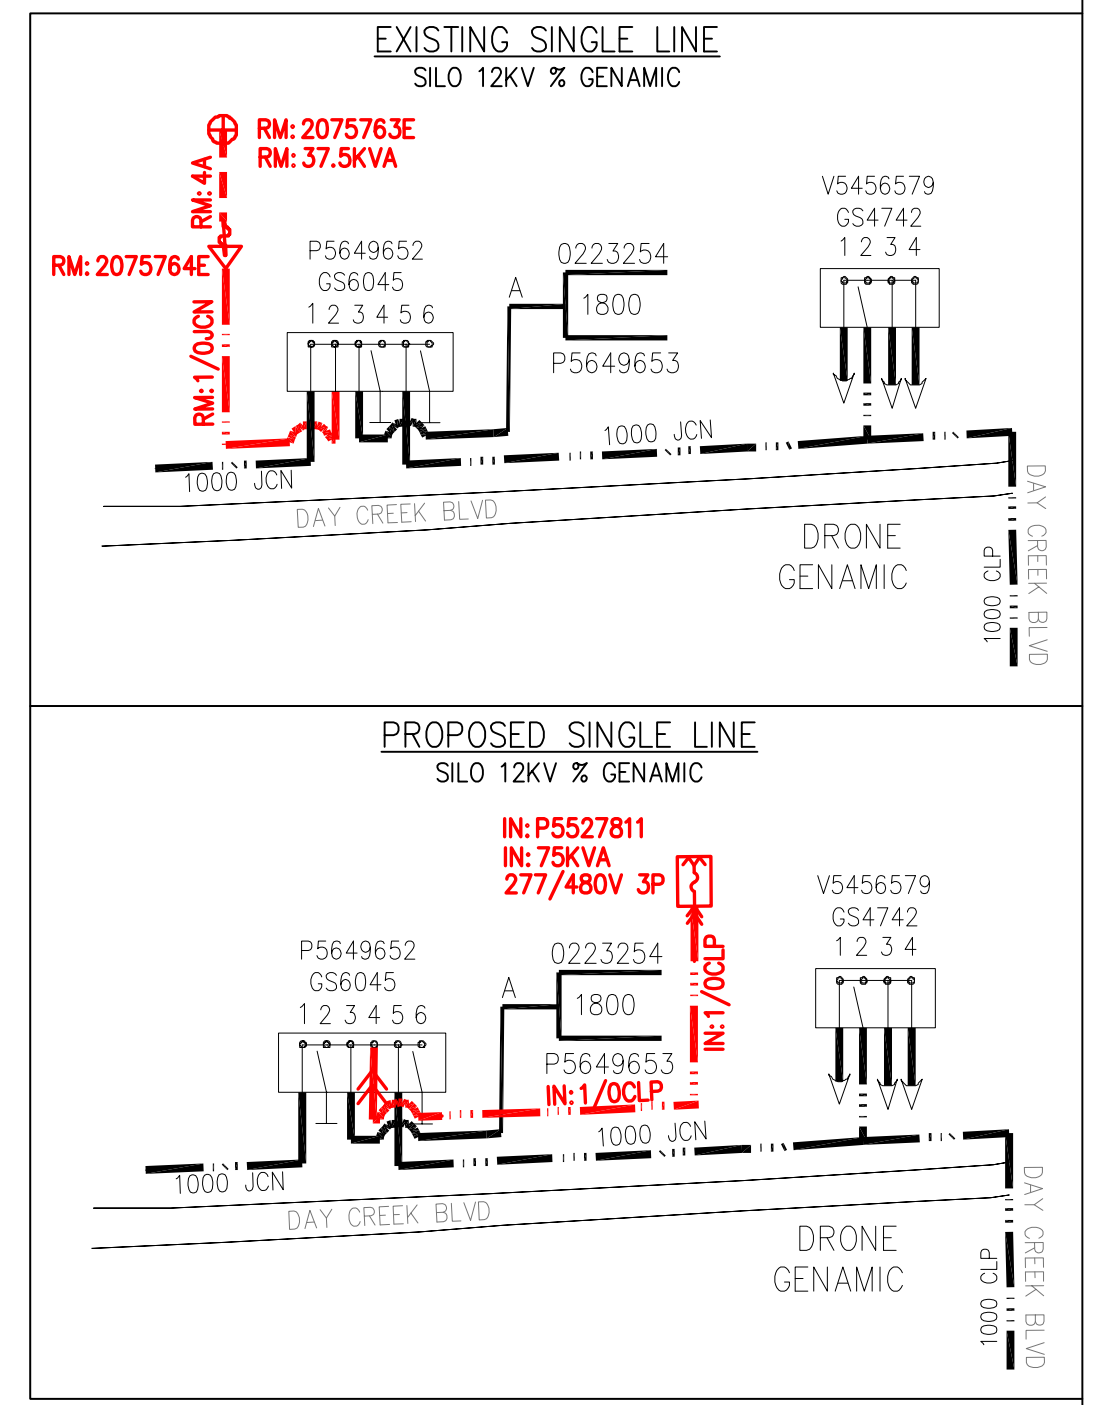 EXISTING SINGLE LINE
SILO 12KV % GENAMIC
RM: 2075763E
RM: 37.5KVA
RM: 4A
RM: 2075764E
RM: 1/0JCN
P5649652
GS6045
1 2 3 4 5 6
A
0223254
1800
P5649653
V5456579
GS4742
1 2 3 4
1000 JCN
1000 JCN
DAY CREEK BLVD
DRONE
GENAMIC
1000 CLP
DAY CREEK BLVD
PROPOSED SINGLE LINE
SILO 12KV % GENAMIC
IN: P5527811
IN: 75KVA
277/480V 3P
P5649652
GS6045
1 2 3 4 5 6
A
0223254
1800
P5649653
IN: 1/0CLP
IN: 1/0CLP
V5456579
GS4742
1 2 3 4
1000 JCN
1000 JCN
DAY CREEK BLVD
DRONE
GENAMIC
1000 CLP
DAY CREEK BLVD